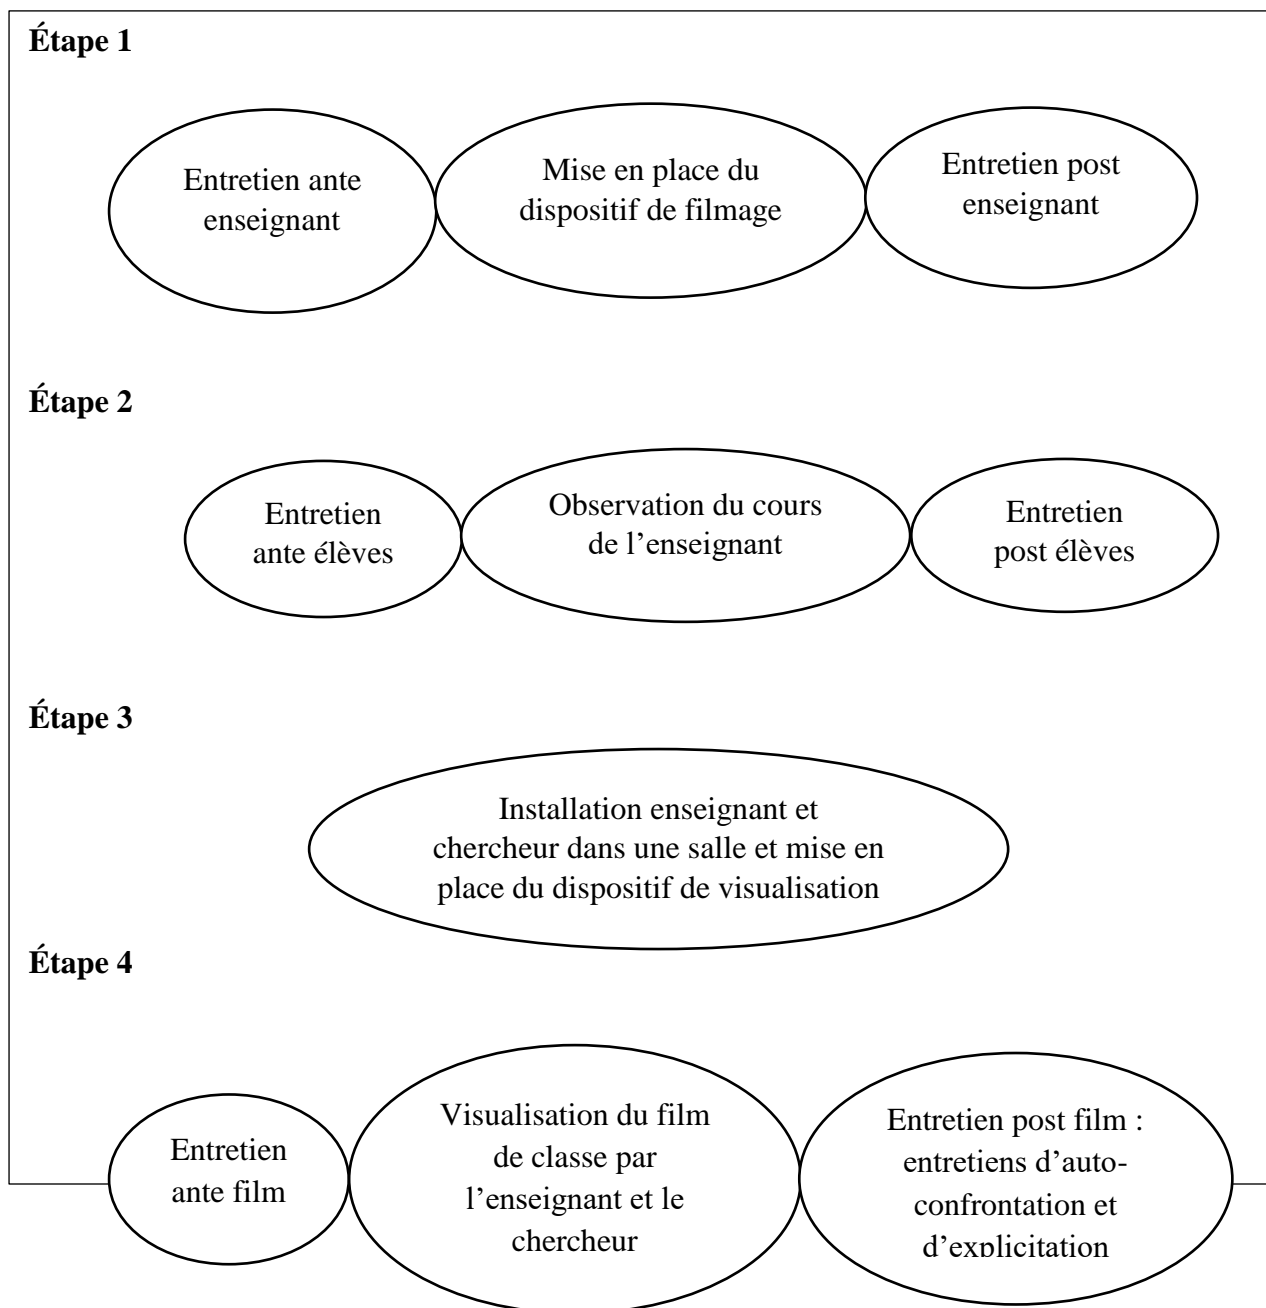 Étape 1
Entretien ante
enseignant
Mise en place du
dispositif de filmage
Entretien post
enseignant
Étape 2
Entretien
ante élèves
Observation du cours
de l’enseignant
Entretien
post élèves
Étape 3
Installation enseignant et
chercheur dans une salle et mise en
place du dispositif de visualisation
Étape 4
Entretien
ante film
Visualisation du film
de classe par
l’enseignant et le
chercheur
Entretien post film :
entretiens d’auto-
confrontation et
d’explicitation